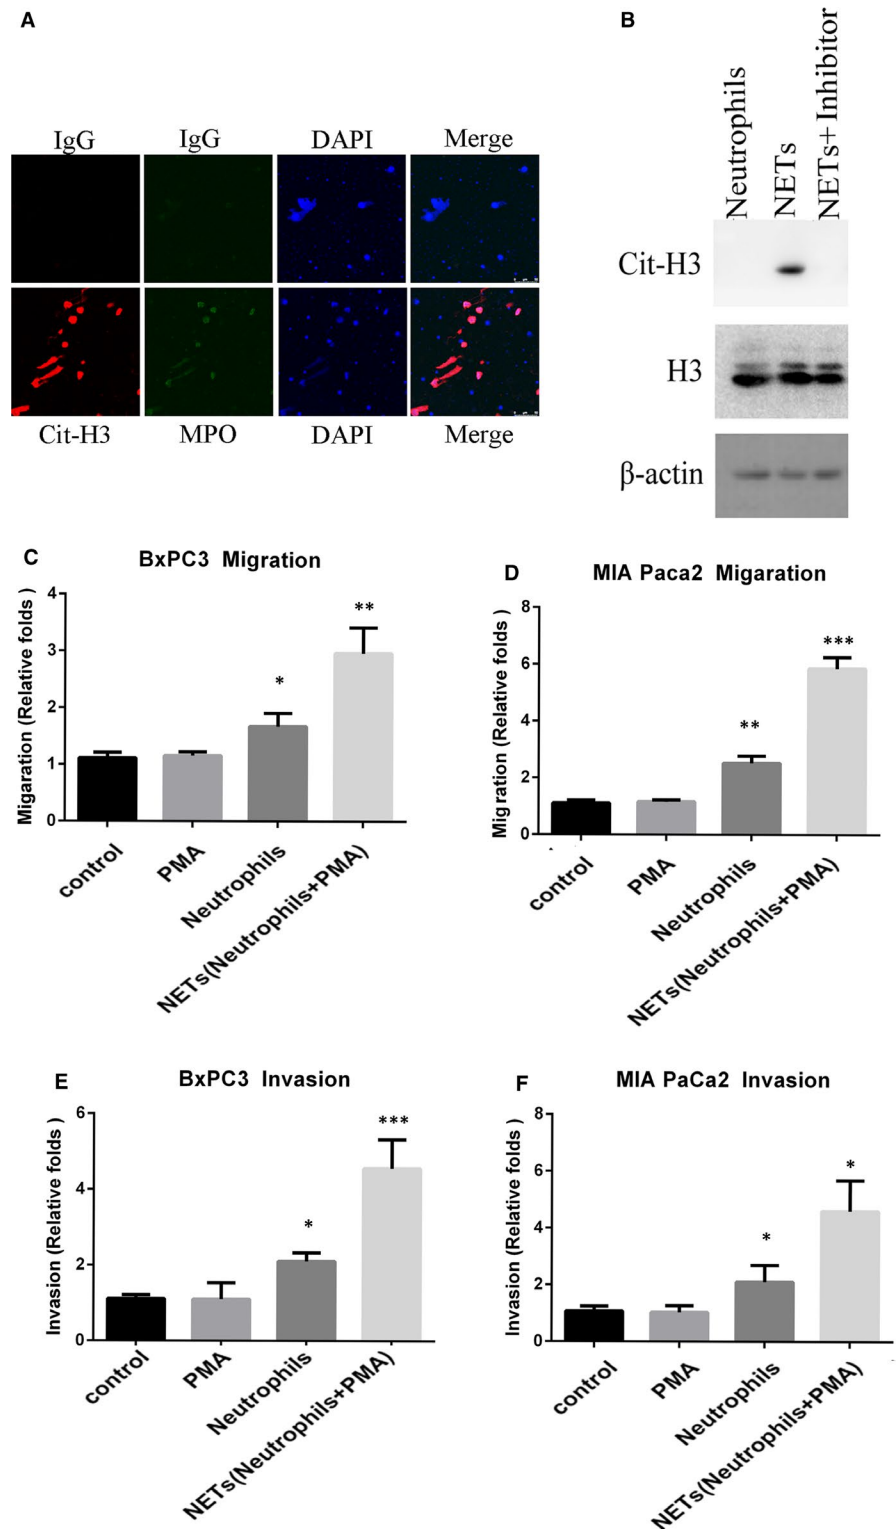 A
IgG IgG DAPI Merge
Cit-H3 MPO DAPI Merge
B
Neutrophils
NETs
NETs+ Inhibitor
Cit-H3
H3
β-actin
C
BxPC3 Migration
Migaration (Relative folds )
4
3
2
1
0
*
**
control
PMA
Neutrophils
NETs(Neutrophils+PMA)
D
MIA Paca2 Migaration
Migration (Relative folds )
8
6
4
2
0
**
***
control
PMA
Neutrophils
NETs(Neutrophils+PMA)
E
BxPC3 Invasion
Invasion (Relative folds )
6
4
2
0
*
***
control
PMA
Neutrophils
NETs(Neutrophils+PMA)
F
MIA PaCa2 Invasion
Invasion (Relative folds )
8
6
4
2
0
*
*
control
PMA
Neutrophils
NETs(Neutrophils+PMA)